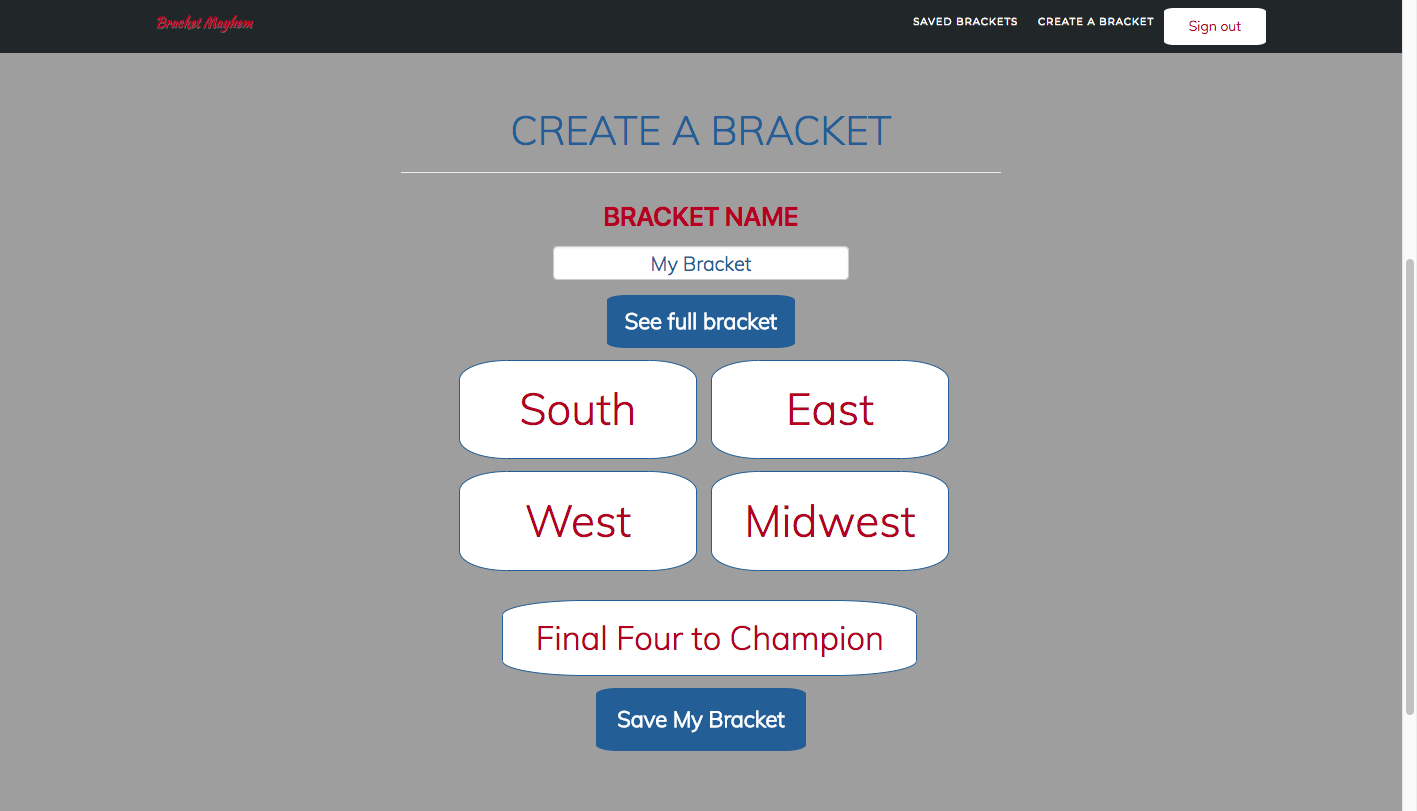 Bracket Mayhem
SAVED BRACKETS
CREATE A BRACKET
Sign out
CREATE A BRACKET
BRACKET NAME
My Bracket
See full bracket
South
East
West
Midwest
Final Four to Champion
Save My Bracket